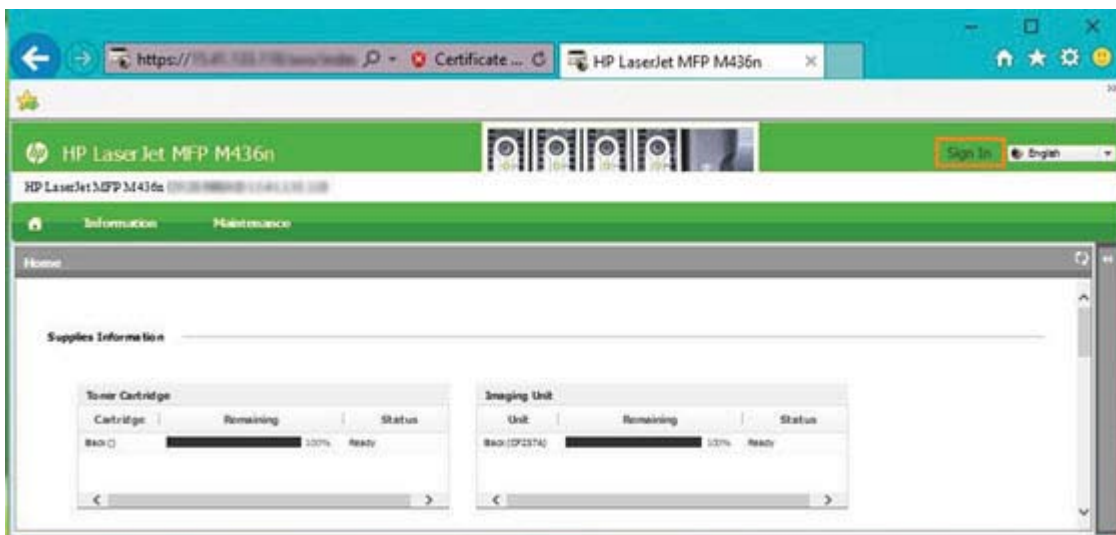 https://
Certificate ...
HP LaserJet MFP M436n
hp
HP LaserJet MFP M436n
Sign In
English
HP LaserJet MFP M436n
Information
Maintenance
Home
Supplies Information
Toner Cartridge
Cartridge Remaining Status
Black() 100% Ready
Imaging Unit
Unit Remaining Status
Black(CF257A) 100% Ready